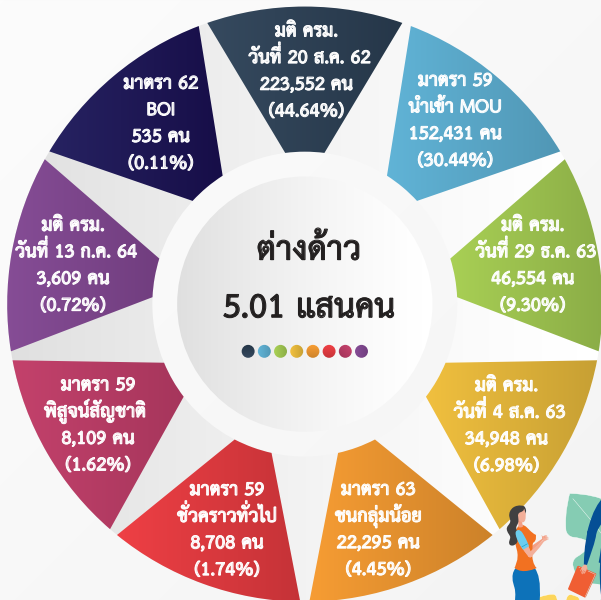 ต่างด้าว
5.01 แสนคน
มติ ครม.
วันที่ 20 ส.ค. 62
223,552 คน
(44.64%)
มาตรา 59
นำเข้า MOU
152,431 คน
(30.44%)
มติ ครม.
วันที่ 29 ธ.ค. 63
46,554 คน
(9.30%)
มติ ครม.
วันที่ 4 ส.ค. 63
34,948 คน
(6.98%)
มาตรา 63
ชนกลุ่มน้อย
22,295 คน
(4.45%)
มาตรา 59
ชั่วคราวทั่วไป
8,708 คน
(1.74%)
มาตรา 59
พิสูจน์สัญชาติ
8,109 คน
(1.62%)
มติ ครม.
วันที่ 13 ก.ค. 64
3,609 คน
(0.72%)
มาตรา 62
BOI
535 คน
(0.11%)